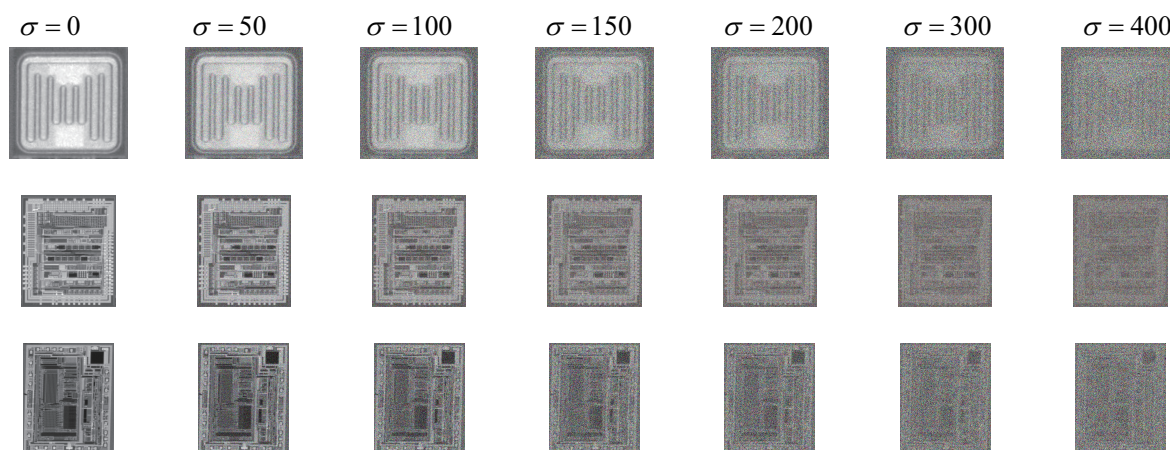 σ = 0 σ = 50 σ = 100 σ = 150 σ = 200 σ = 300 σ = 400